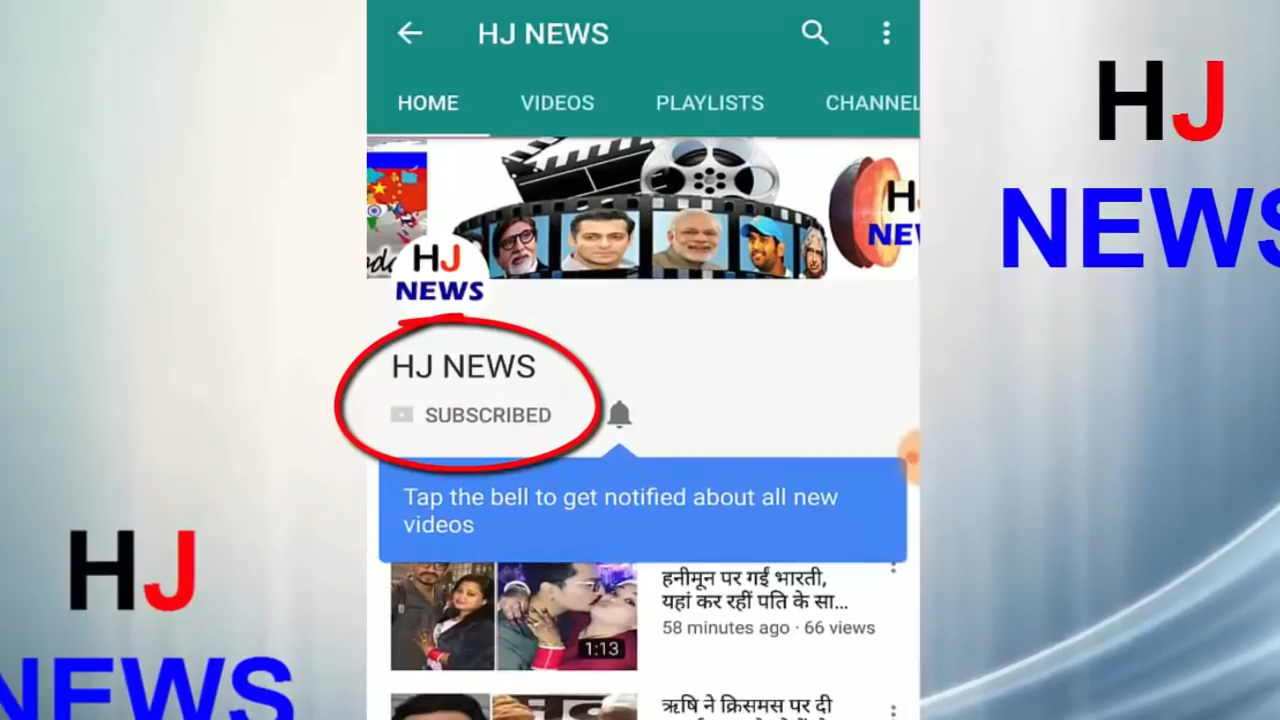 HJ NEWS
HOME VIDEOS PLAYLISTS CHANNEL
HJ
NEWS
HJ
NEWS
HJ NEWS
SUBSCRIBED
Tap the bell to get notified about all new
videos
हनीमून पर गईं भारती,
यहां कर रहीं पति के सा...
58 minutes ago · 66 views
1:13
ऋषि ने क्रिसमस पर दी
HJ
NEWS